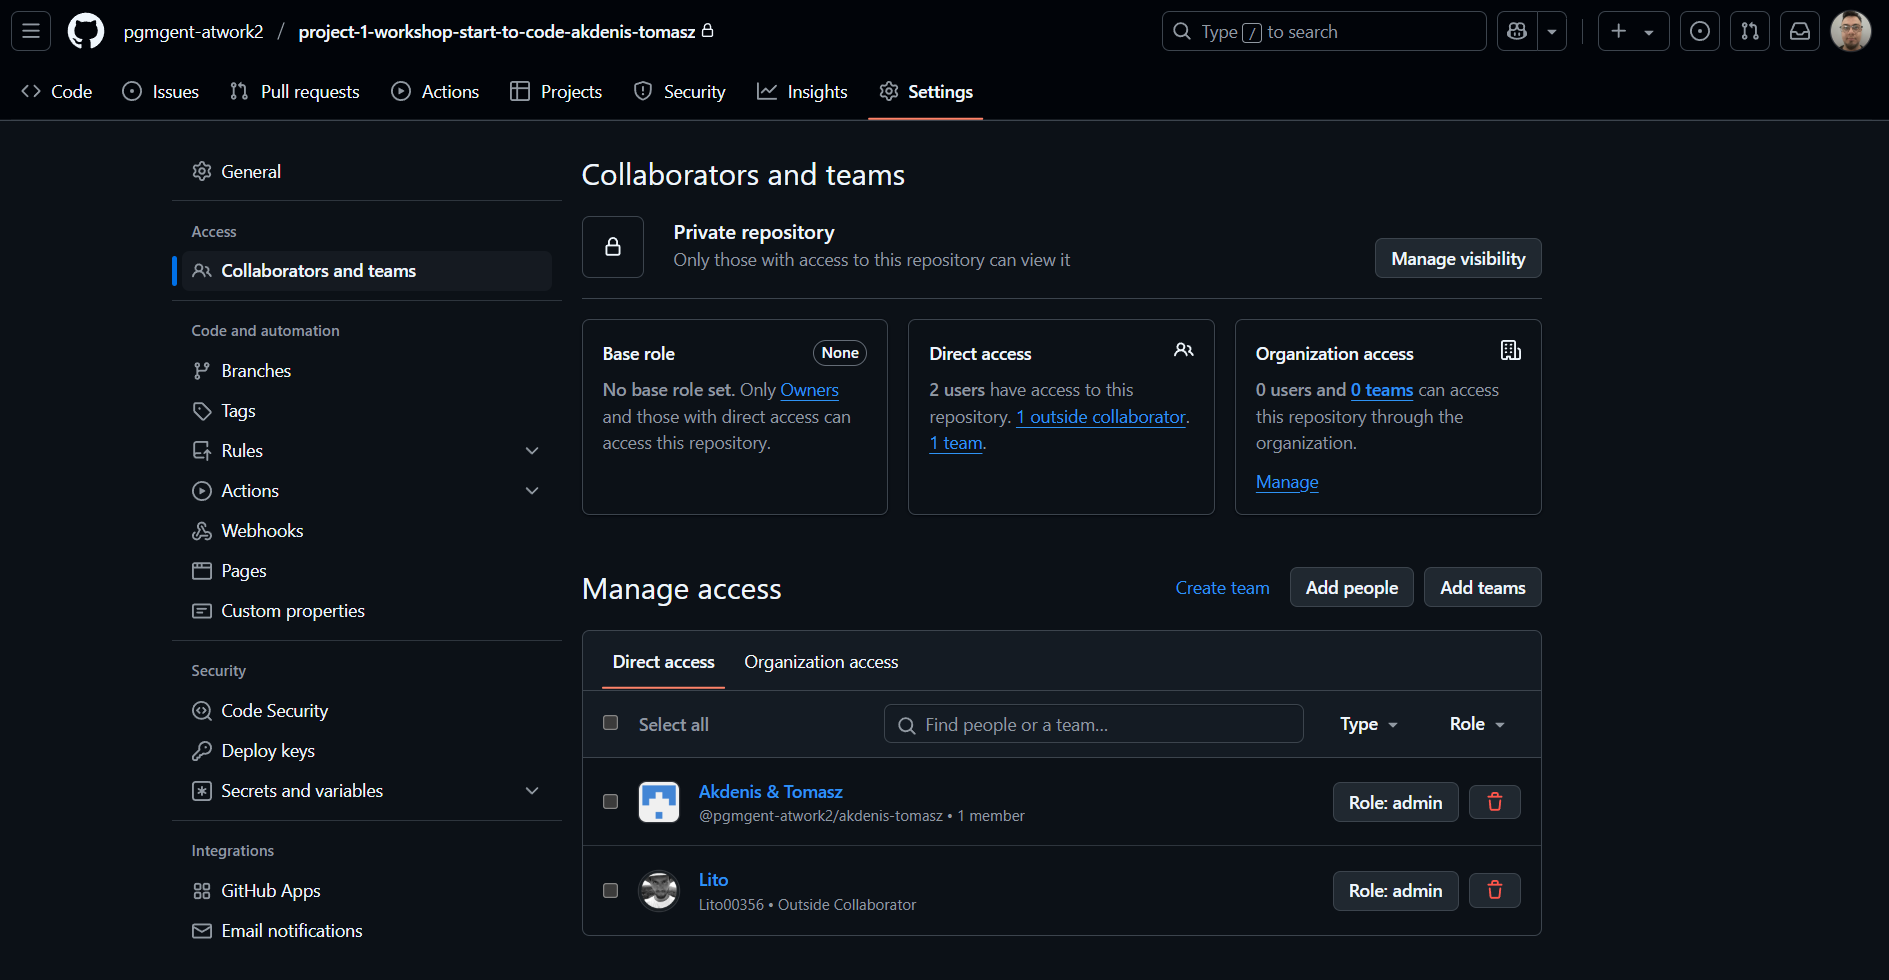 pgmgent-atwork2 / project-1-workshop-start-to-code-akdenis-tomasz
Type / to search
Code
Issues
Pull requests
Actions
Projects
Security
Insights
Settings
General
Access
Collaborators and teams
Code and automation
Branches
Tags
Rules
Actions
Webhooks
Pages
Custom properties
Security
Code Security
Deploy keys
Secrets and variables
Integrations
GitHub Apps
Email notifications
Collaborators and teams
Private repository
Only those with access to this repository can view it
Manage visibility
Base role
None
No base role set. Only Owners
and those with direct access can
access this repository.
Direct access
2 users have access to this
repository. 1 outside collaborator.
1 team.
Organization access
0 users and 0 teams can access
this repository through the
organization.
Manage
Manage access
Create team
Add people
Add teams
Direct access
Organization access
Select all
Find people or a team...
Type
Role
Akdenis & Tomasz
@pgmgent-atwork2/akdenis-tomasz • 1 member
Role: admin
Lito
Lito00356 • Outside Collaborator
Role: admin